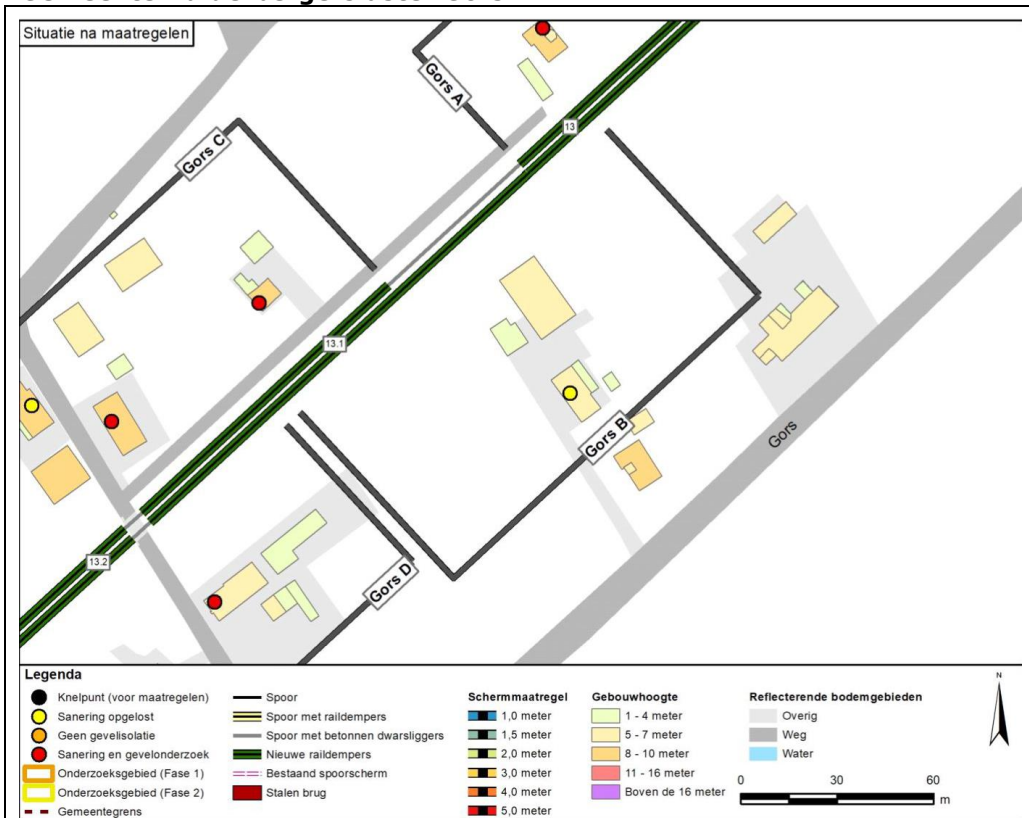 Situatie na maatregelen
Gors A
13
Gors C
13.1
Gors B
Gors
13.2
Gors D
Legenda
Knelpunt (voor maatregelen)
Sanering opgelost
Geen gevelisolatie
Sanering en gevelonderzoek
Onderzoeksgebied (Fase 1)
Onderzoeksgebied (Fase 2)
Gemeentegrens
Spoor
Spoor met raildempers
Spoor met betonnen dwarsliggers
Nieuwe raildempers
Bestaand spoorscherm
Stalen brug
Schermmaatregel
1,0 meter
1,5 meter
2,0 meter
3,0 meter
4,0 meter
5,0 meter
Gebouwhoogte
1 - 4 meter
5 - 7 meter
8 - 10 meter
11 - 16 meter
Boven de 16 meter
Reflecterende bodemgebieden
Overig
Weg
Water
N
0 30 60
m